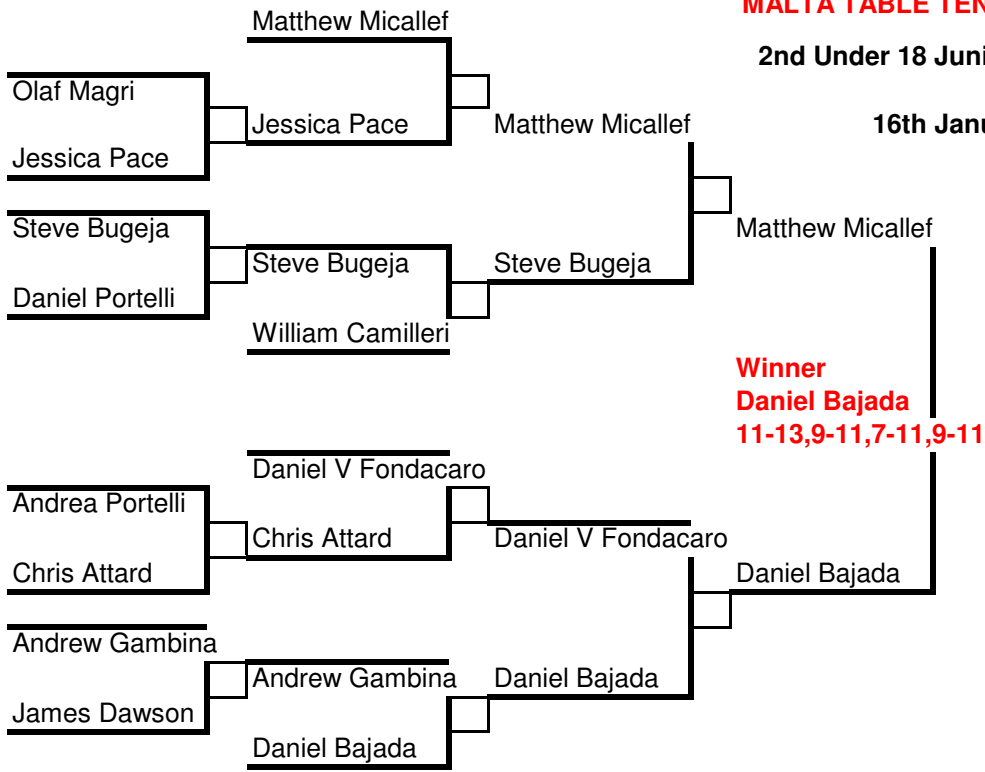 MALTA TABLE TEN
2nd Under 18 Juni
16th Janu
Matthew Micallef
Olaf Magri
Jessica Pace
Matthew Micallef
Jessica Pace
Steve Bugeja
Matthew Micallef
Steve Bugeja
Steve Bugeja
Daniel Portelli
William Camilleri
Winner
Daniel Bajada
11-13,9-11,7-11,9-11
Daniel V Fondacaro
Andrea Portelli
Chris Attard
Daniel V Fondacaro
Chris Attard
Daniel Bajada
Andrew Gambina
Andrew Gambina
Daniel Bajada
James Dawson
Daniel Bajada